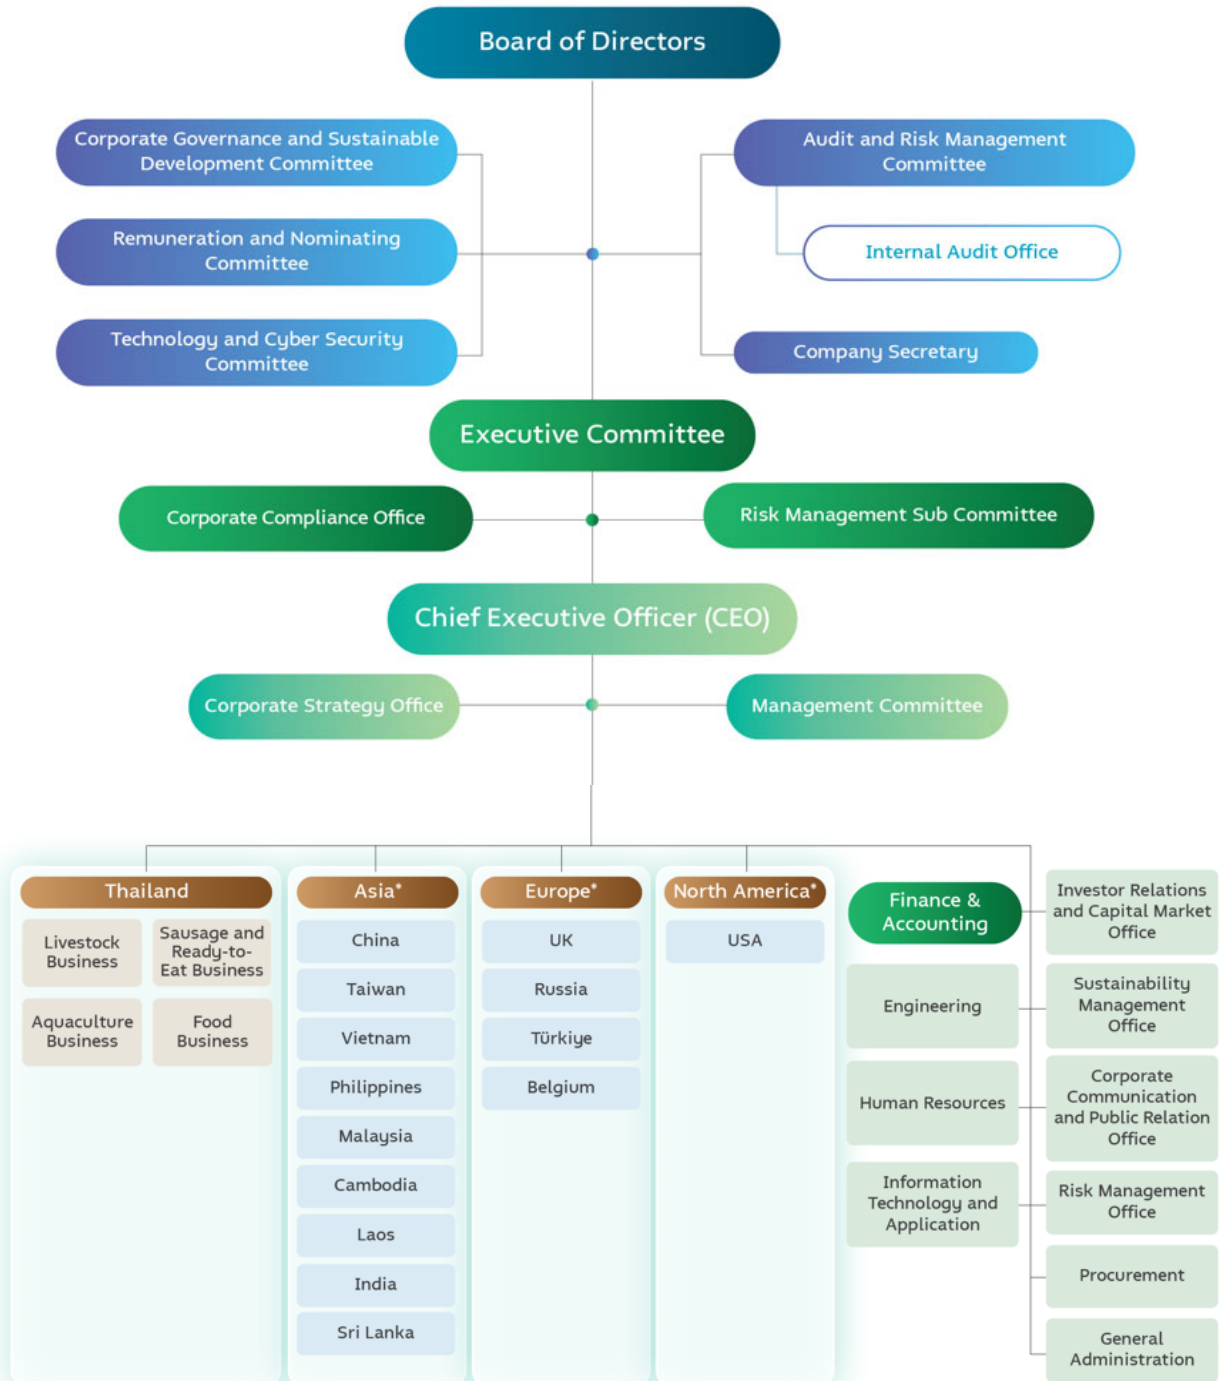 Board of Directors
Corporate Governance and Sustainable
Development Committee
Audit and Risk Management
Committee
Remuneration and Nominating
Committee
Internal Audit Office
Technology and Cyber Security
Committee
Company Secretary
Executive Committee
Corporate Compliance Office
Risk Management Sub Committee
Chief Executive Officer (CEO)
Corporate Strategy Office
Management Committee
Thailand
Livestock
Business
Sausage and
Ready-to-
Eat Business
Aquaculture
Business
Food
Business
Asia*
China
Taiwan
Vietnam
Philippines
Malaysia
Cambodia
Laos
India
Sri Lanka
Europe*
UK
Russia
Türkiye
Belgium
North America*
USA
Finance &
Accounting
Engineering
Human Resources
Information
Technology and
Application
Investor Relations
and Capital Market
Office
Sustainability
Management
Office
Corporate
Communication
and Public Relation
Office
Risk Management
Office
Procurement
General
Administration